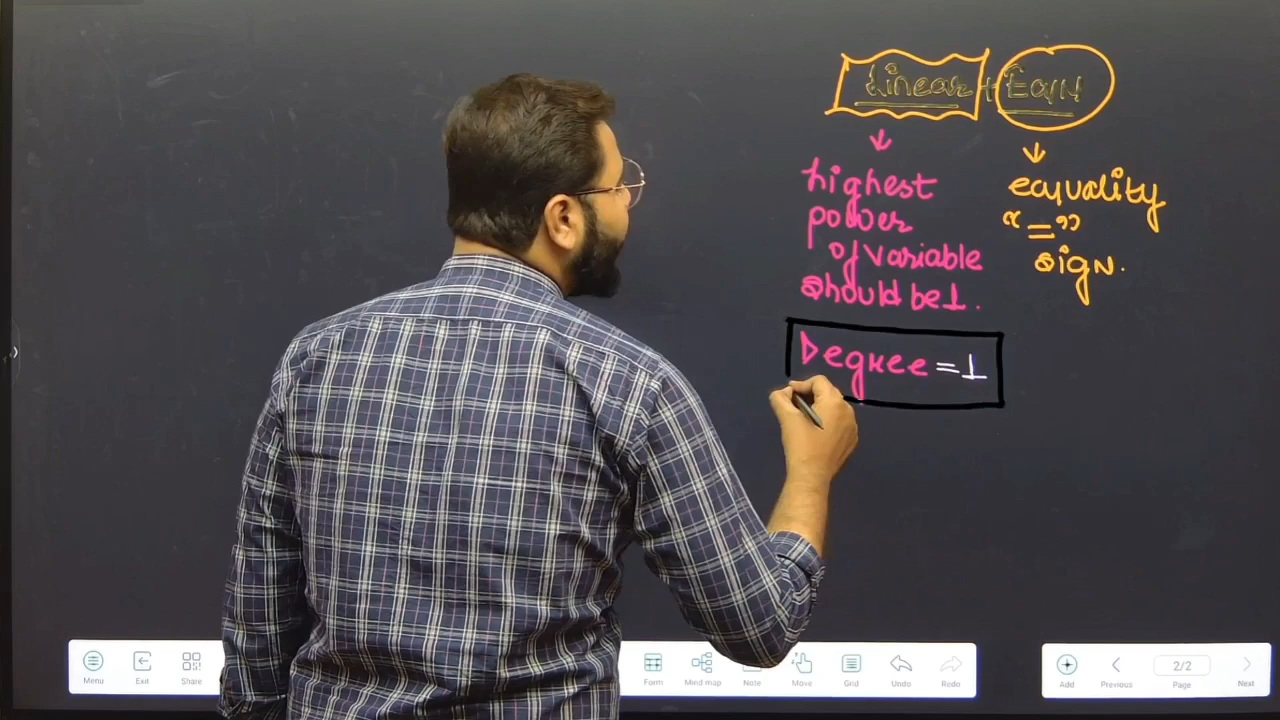 Linear + Eqn
highest
power
of variable
should be 1.
equality
"="
sign.
Degree = 1
Menu
Exit
Share
Form
Mind map
Note
Move
Grid
Undo
Redo
Add
Previous
2/2
Page
Next